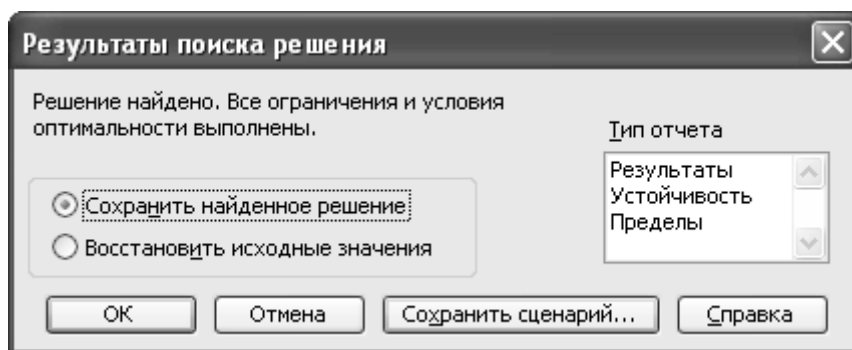 Результаты поиска решения
Решение найдено. Все ограничения и условия
оптимальности выполнены.
Тип отчета
Результаты
Устойчивость
Пределы
Сохранить найденное решение
Восстановить исходные значения
ОК
Отмена
Сохранить сценарий...
Справка